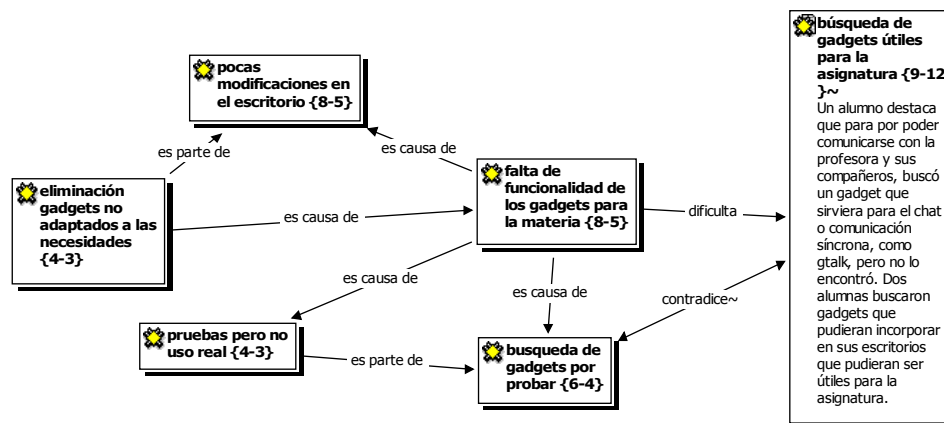 pocas
modificaciones en
el escritorio {8-5}
es parte de
es causa de
eliminación
gadgets no
adaptados a las
necesidades
{4-3}
es causa de
falta de
funcionalidad de
los gadgets para
la materia {8-5}
dificulta
es causa de
es causa de
contradice~
pruebas pero no
uso real {4-3}
es parte de
busqueda de
gadgets por
probar {6-4}
búsqueda de
gadgets útiles
para la
asignatura {9-12
}~
Un alumno destaca
que para por poder
comunicarse con la
profesora y sus
compañeros, buscó
un gadget que
sirviera para el chat
o comunicación
síncrona, como
gtalk, pero no lo
encontró. Dos
alumnas buscaron
gadgets que
pudieran incorporar
en sus escritorios
que pudieran ser
útiles para la
asignatura.